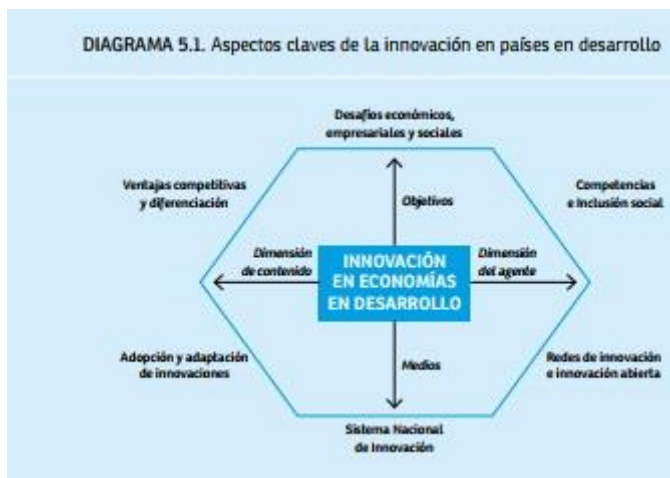 DIAGRAMA 5.1. Aspectos claves de la innovación en países en desarrollo
Desafíos económicos,
empresariales y sociales
Ventajas competitivas
y diferenciación
Competencias
e Inclusión social
Objetivos
Dimensión
de contenido
INNOVACIÓN
EN ECONOMÍAS
EN DESARROLLO
Dimensión
del agente
Medios
Adopción y adaptación
de innovaciones
Redes de innovación
e innovación abierta
Sistema Nacional
de Innovación